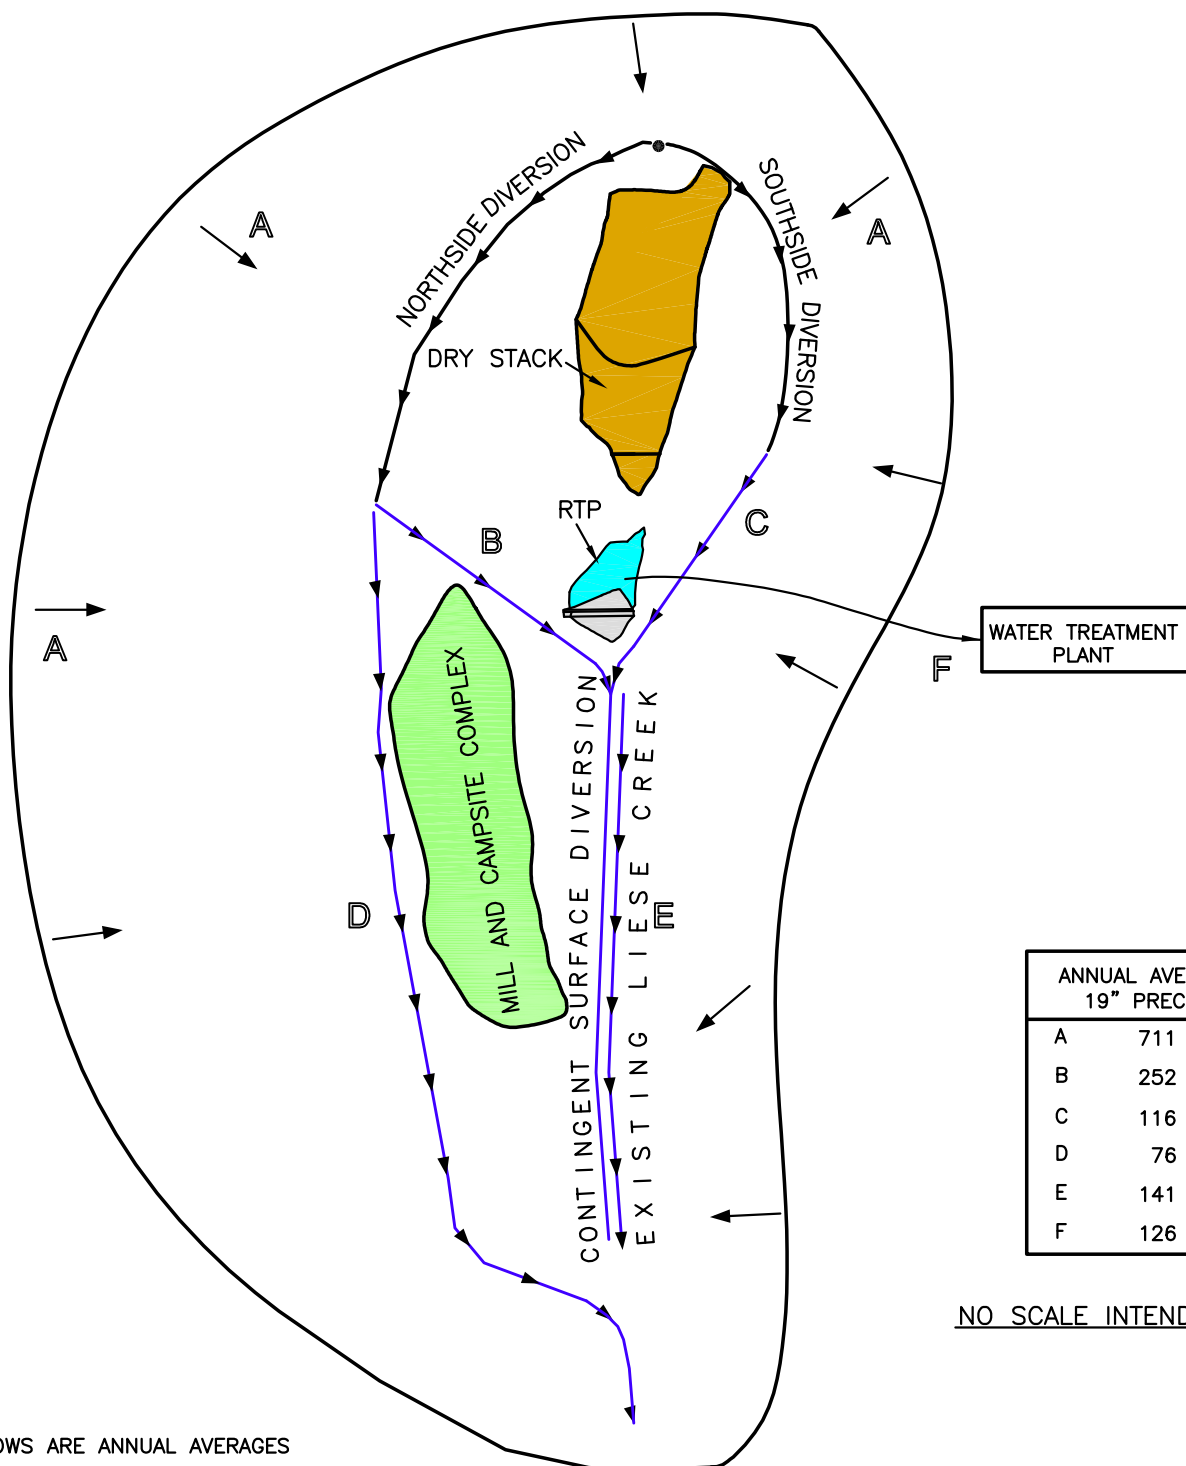 A
NORTHSIDE DIVERSION
SOUTHSIDE DIVERSION
A
DRY STACK
RTP
B
C
A
WATER TREATMENT
PLANT
F
MILL AND CAMPSITE COMPLEX
CONTINGENT SURFACE DIVERSION
EXISTING LIESE CREEK
D
E
ANNUAL AVE
19" PREC
A 711
B 252
C 116
D 76
E 141
F 126
NO SCALE INTEND
OWS ARE ANNUAL AVERAGES